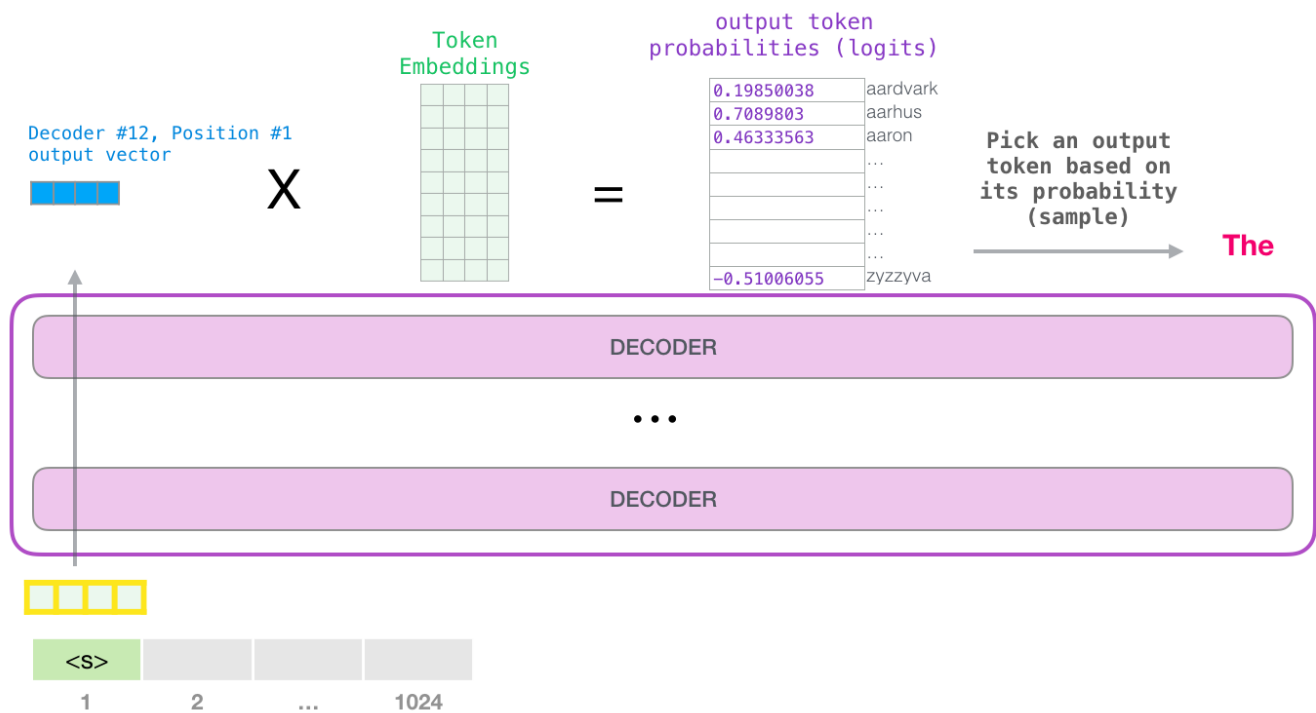 output token
probabilities (logits)
Token
Embeddings
0.19850038 aardvark
0.7089803 aarhus
0.46333563 aaron
...
...
...
...
...
-0.51006055 zyzzyva
Decoder #12, Position #1
output vector
X
=
Pick an output
token based on
its probability
(sample)
The
DECODER
...
DECODER
<s>
1 2 ... 1024